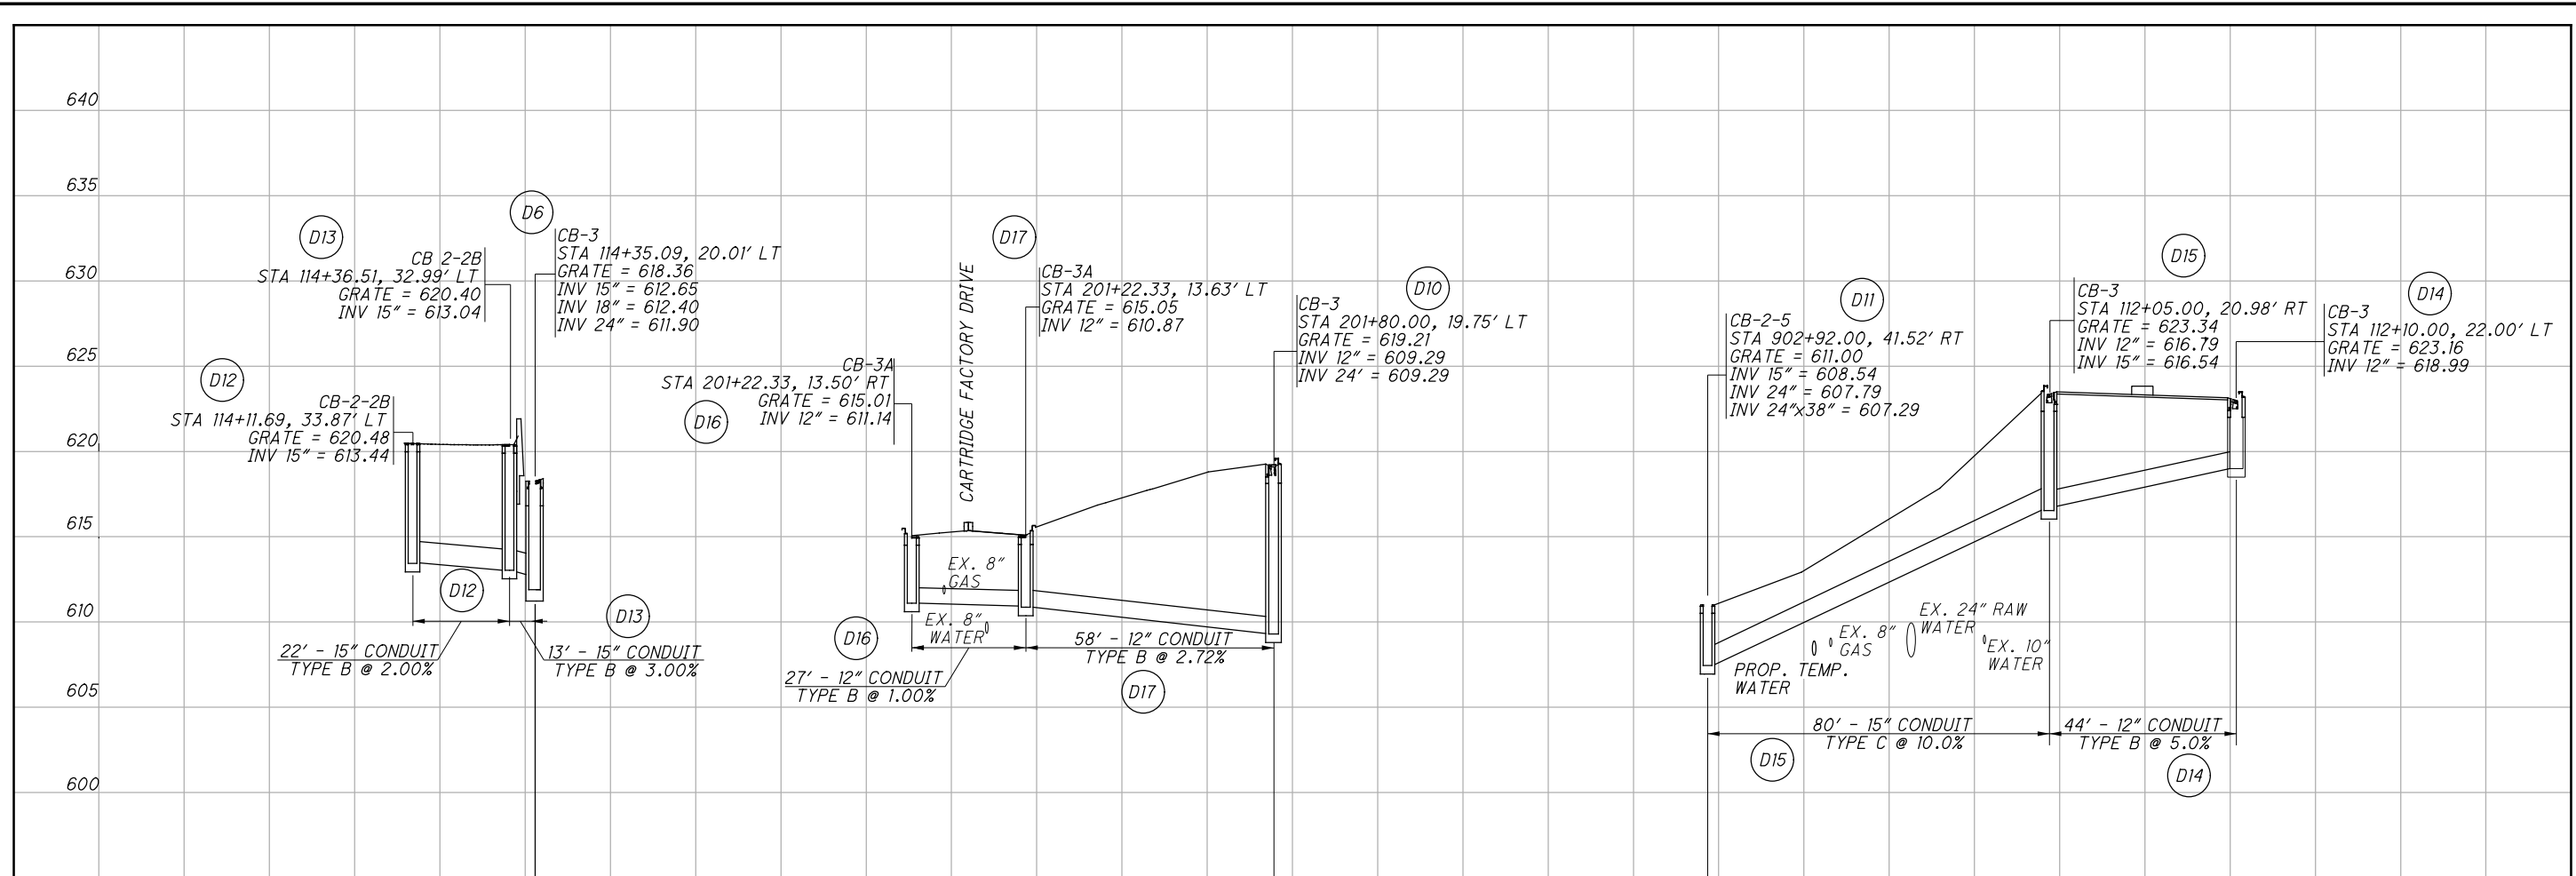 640
635
630
625
620
615
610
605
600
D13
CB 2-2B
STA 114+36.51, 32.99' LT
GRATE = 620.40
INV 15" = 613.04
D6
CB-3
STA 114+35.09, 20.01' LT
GRATE = 618.36
INV 15" = 612.65
INV 18" = 612.40
INV 24" = 611.90
D12
CB-2-2B
STA 114+11.69, 33.87' LT
GRATE = 620.48
INV 15" = 613.44
D12
D13
22' - 15" CONDUIT
TYPE B @ 2.00%
13' - 15" CONDUIT
TYPE B @ 3.00%
D16
CB-3A
STA 201+22.33, 13.50' RT
GRATE = 615.01
INV 12" = 611.14
CARTRIDGE FACTORY DRIVE
D17
CB-3A
STA 201+22.33, 13.63' LT
GRATE = 615.05
INV 12" = 610.87
D10
CB-3
STA 201+80.00, 19.75' LT
GRATE = 619.21
INV 12" = 609.29
INV 24' = 609.29
EX. 8"
GAS
EX. 8"
WATER
D16
27' - 12" CONDUIT
TYPE B @ 1.00%
58' - 12" CONDUIT
TYPE B @ 2.72%
D17
D11
CB-2-5
STA 902+92.00, 41.52' RT
GRATE = 611.00
INV 15" = 608.54
INV 24" = 607.79
INV 24"x38" = 607.29
D15
CB-3
STA 112+05.00, 20.98' RT
GRATE = 623.34
INV 12" = 616.79
INV 15" = 616.54
D14
CB-3
STA 112+10.00, 22.00' LT
GRATE = 623.16
INV 12" = 618.99
PROP. TEMP.
WATER
EX. 8"
GAS
EX. 24" RAW
WATER
EX. 10"
WATER
80' - 15" CONDUIT
TYPE C @ 10.0%
D15
44' - 12" CONDUIT
TYPE B @ 5.0%
D14